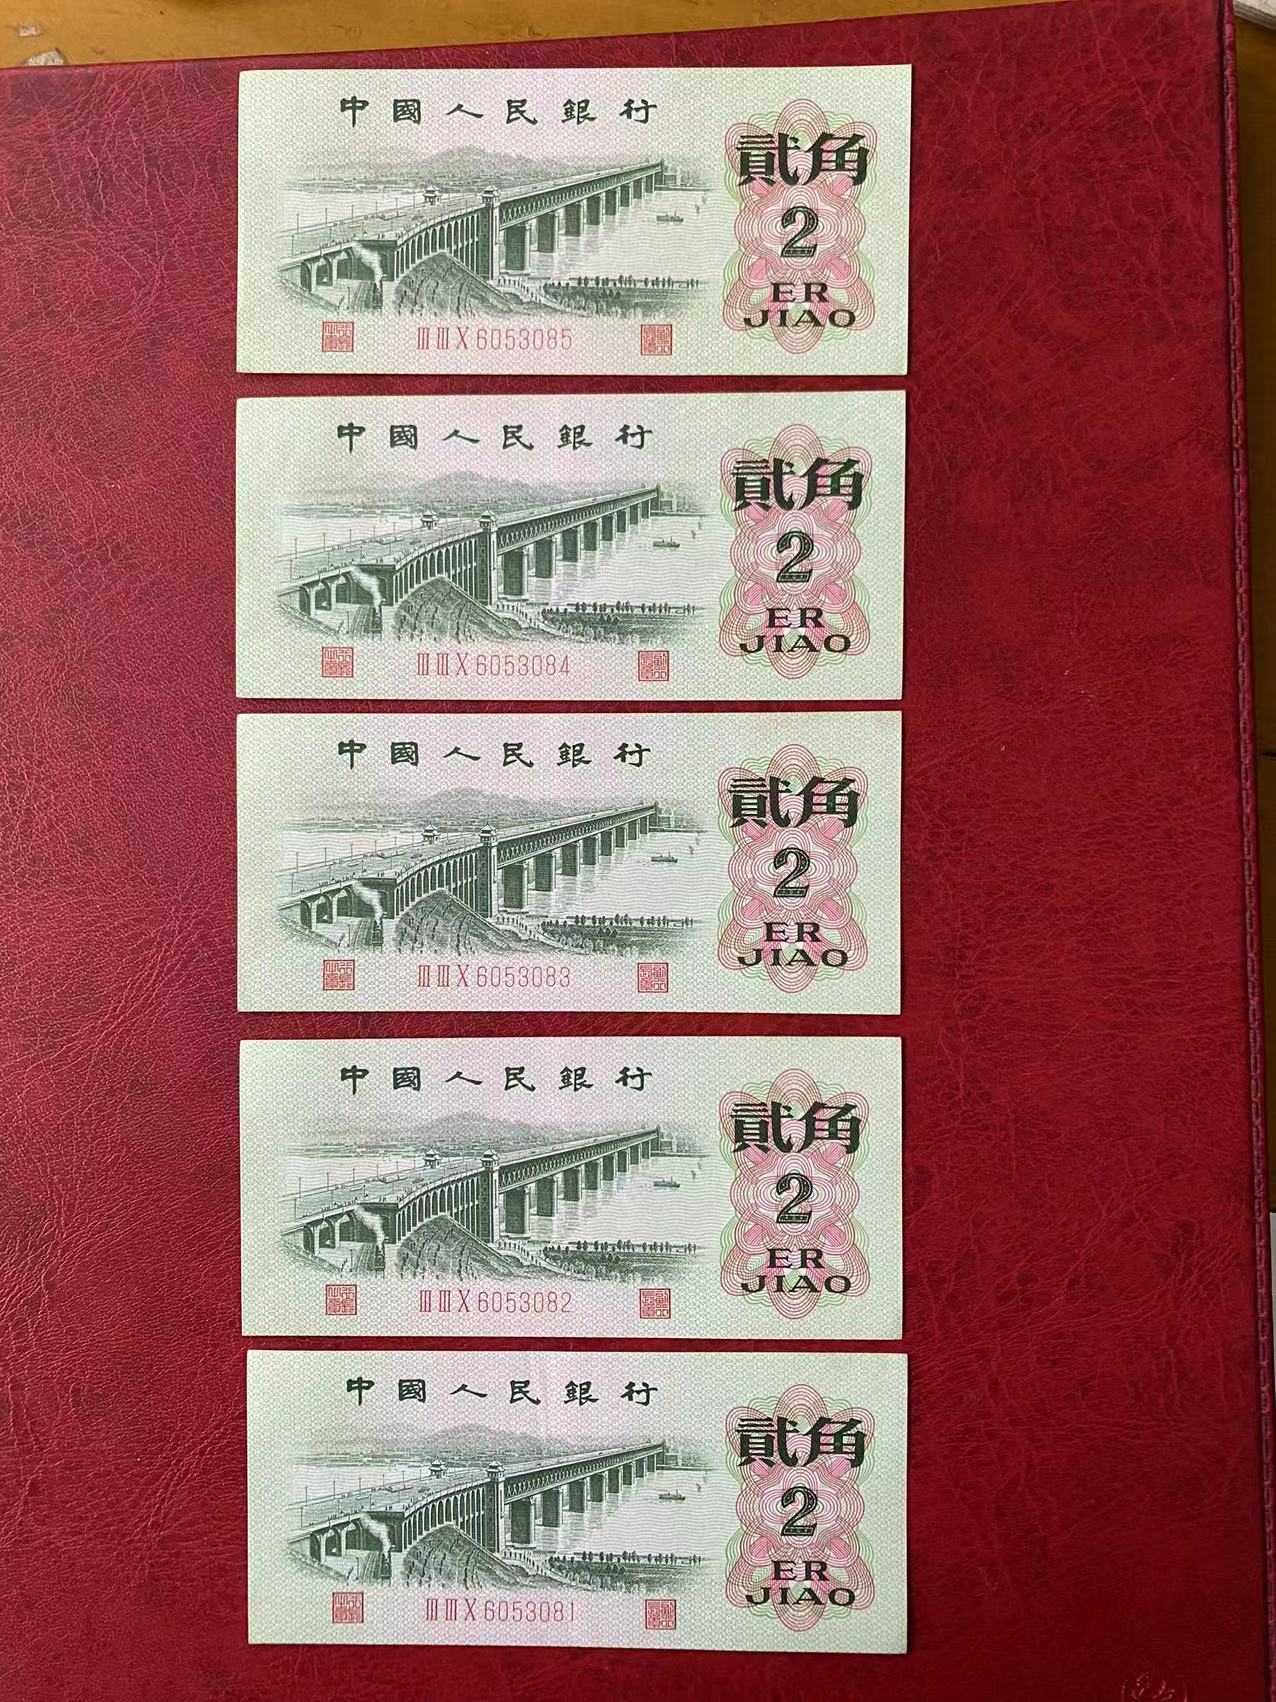 中國人民銀行
貳角
2
ER
JIAO
ⅢⅢⅩ6053085
中國人民銀行
貳角
2
ER
JIAO
ⅢⅢⅩ6053084
中國人民銀行
貳角
2
ER
JIAO
ⅢⅢⅩ6053083
中國人民銀行
貳角
2
ER
JIAO
ⅢⅢⅩ6053082
中國人民銀行
貳角
2
ER
JIAO
ⅢⅢⅩ6053081